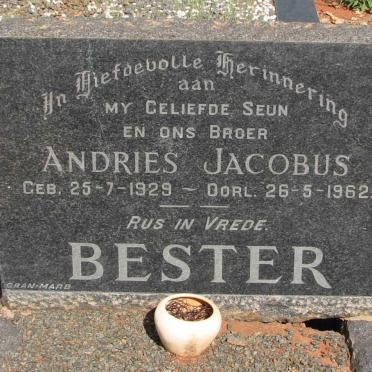 In Liefdevolle Herinnering
aan
MY GELIEFDE SEUN
EN ONS BROER
ANDRIES JACOBUS
GEB. 25-7-1929 — OORL. 26-5-1962.
RUS IN VREDE.
BESTER
GRAN-MARB